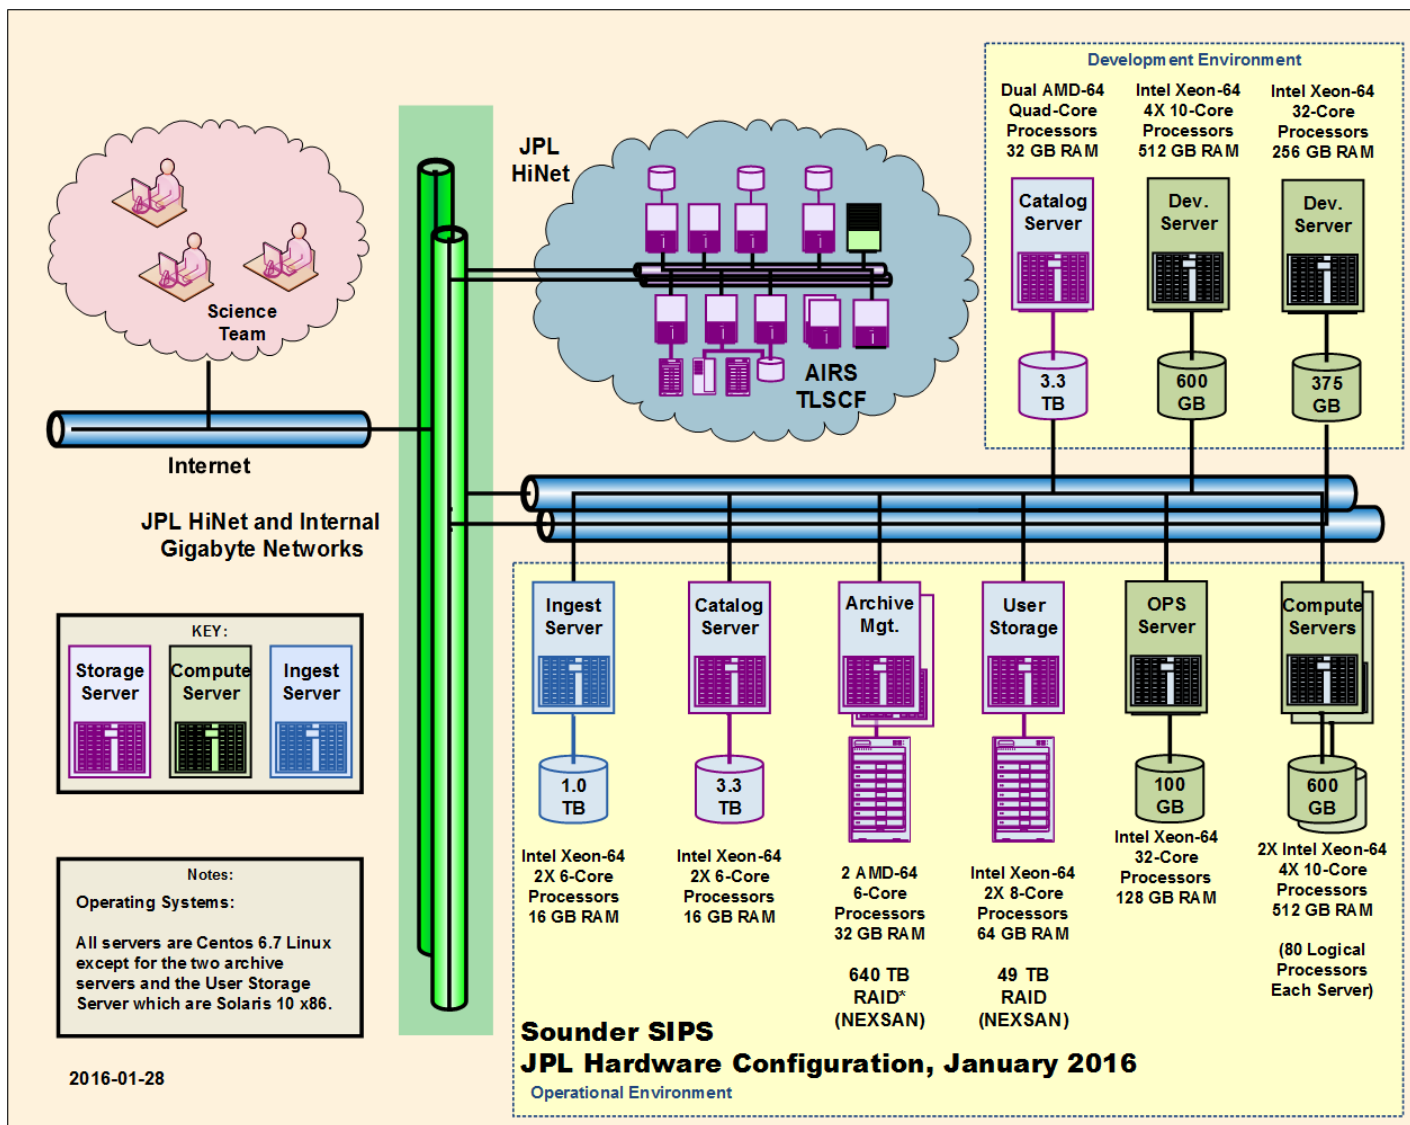 Development Environment
Dual AMD-64
Quad-Core
Processors
32 GB RAM
Intel Xeon-64
4X 10-Core
Processors
512 GB RAM
Intel Xeon-64
32-Core
Processors
256 GB RAM
Catalog
Server
Dev.
Server
Dev.
Server
3.3
TB
600
GB
375
GB
JPL
HiNet
AIRS
TLSCF
Science
Team
Internet
JPL HiNet and Internal
Gigabyte Networks
KEY:
Storage
Server
Compute
Server
Ingest
Server
Notes:
Operating Systems:
All servers are Centos 6.7 Linux
except for the two archive
servers and the User Storage
Server which are Solaris 10 x86.
2016-01-28
Ingest
Server
Catalog
Server
Archive
Mgt.
User
Storage
OPS
Server
Compute
Servers
1.0
TB
3.3
TB
100
GB
600
GB
Intel Xeon-64
2X 6-Core
Processors
16 GB RAM
Intel Xeon-64
2X 6-Core
Processors
16 GB RAM
2 AMD-64
6-Core
Processors
32 GB RAM
640 TB
RAID*
(NEXSAN)
Intel Xeon-64
2X 8-Core
Processors
64 GB RAM
49 TB
RAID
(NEXSAN)
Intel Xeon-64
32-Core
Processors
128 GB RAM
2X Intel Xeon-64
4X 10-Core
Processors
512 GB RAM
(80 Logical
Processors
Each Server)
Sounder SIPS
JPL Hardware Configuration, January 2016
Operational Environment